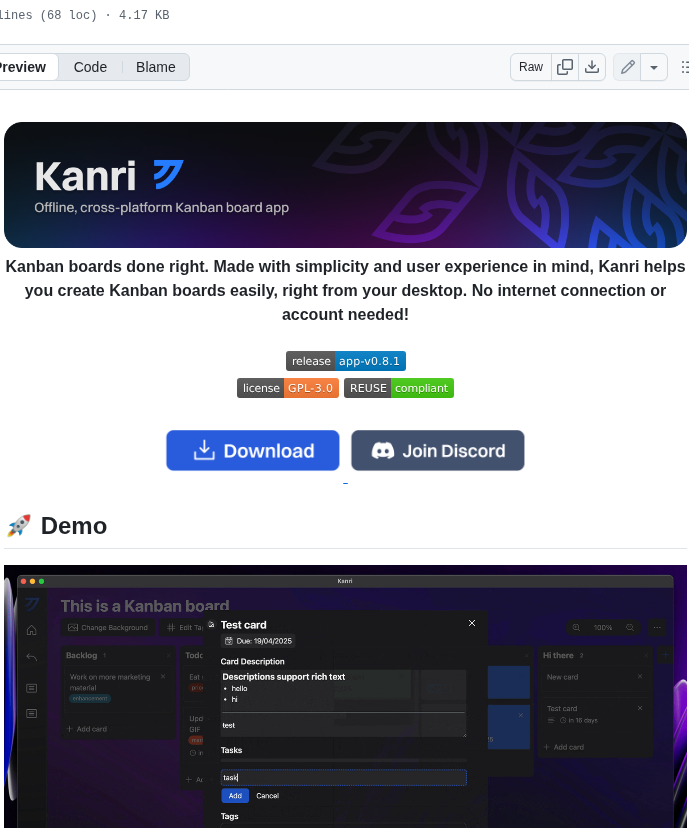 lines (68 loc) · 4.17 KB
Preview Code Blame Raw
Kanri
Offline, cross-platform Kanban board app
Kanban boards done right. Made with simplicity and user experience in mind, Kanri helps
you create Kanban boards easily, right from your desktop. No internet connection or
account needed!
release app-v0.8.1
license GPL-3.0 REUSE compliant
Download Join Discord
🚀 Demo
Kanri
This is a Kanban board
Change Background Edit 100%
Test card
Due: 19/04/2025
Backlog 1
Hi there 2
Card Description
Descriptions support rich text
• hello
• hi
test
Work on more marketing
material
enhancement
+ Add card
Eat
Upd
GIF
New card
Test card
in 16 days
+ Add card
Tasks
task
Add Cancel
Tags